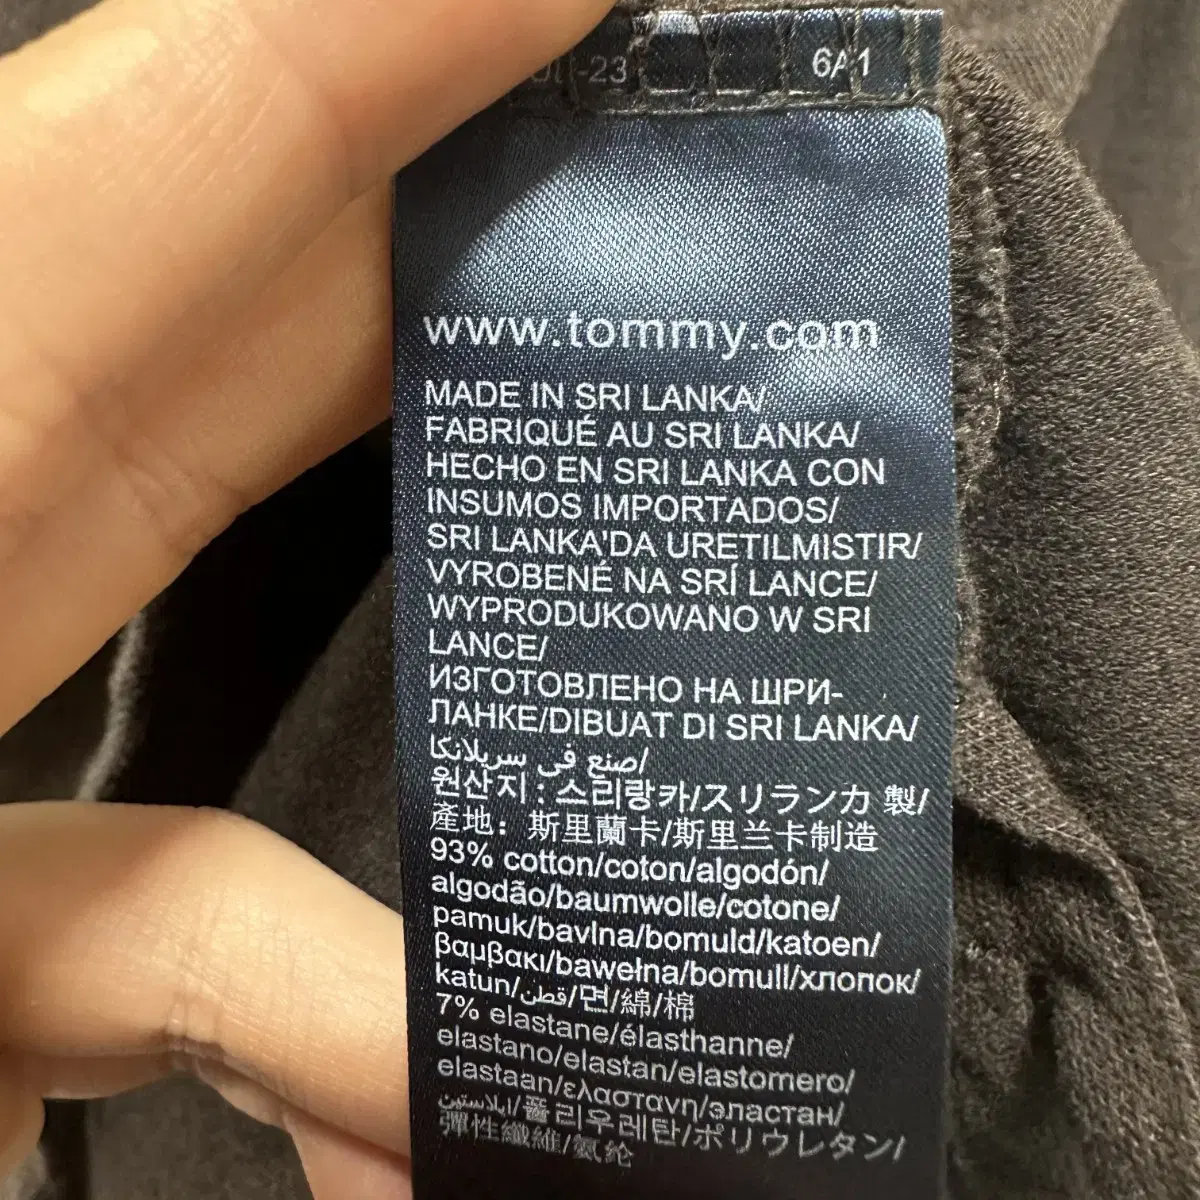 -23 6A1
www.tommy.com
MADE IN SRI LANKA/
FABRIQUÉ AU SRI LANKA/
HECHO EN SRI LANKA CON
INSUMOS IMPORTADOS/
SRI LANKA'DA URETILMISTIR/
VYROBENÉ NA SRÍ LANCE/
WYPRODUKOWANO W SRI
LANCE/
ИЗГОТОВЛЕНО НА ШРИ-
ЛАНКЕ/DIBUAT DI SRI LANKA/
صنع في سريلانكا/
원산지 : 스리랑카/スリランカ 製/
產地: 斯里蘭卡/斯里兰卡制造
93% cotton/coton/algodón/
algodão/baumwolle/cotone/
pamuk/bavlna/bomuld/katoen/
βαμβακι/bawełna/bomull/хлопок/
katun/قطن/면/綿/棉
7% elastane/élasthanne/
elastano/elastan/elastomero/
elastaan/ελαστανη/эластан/
ايلاستين/폴리우레탄/ポリウレタン/
彈性纖維/氨纶